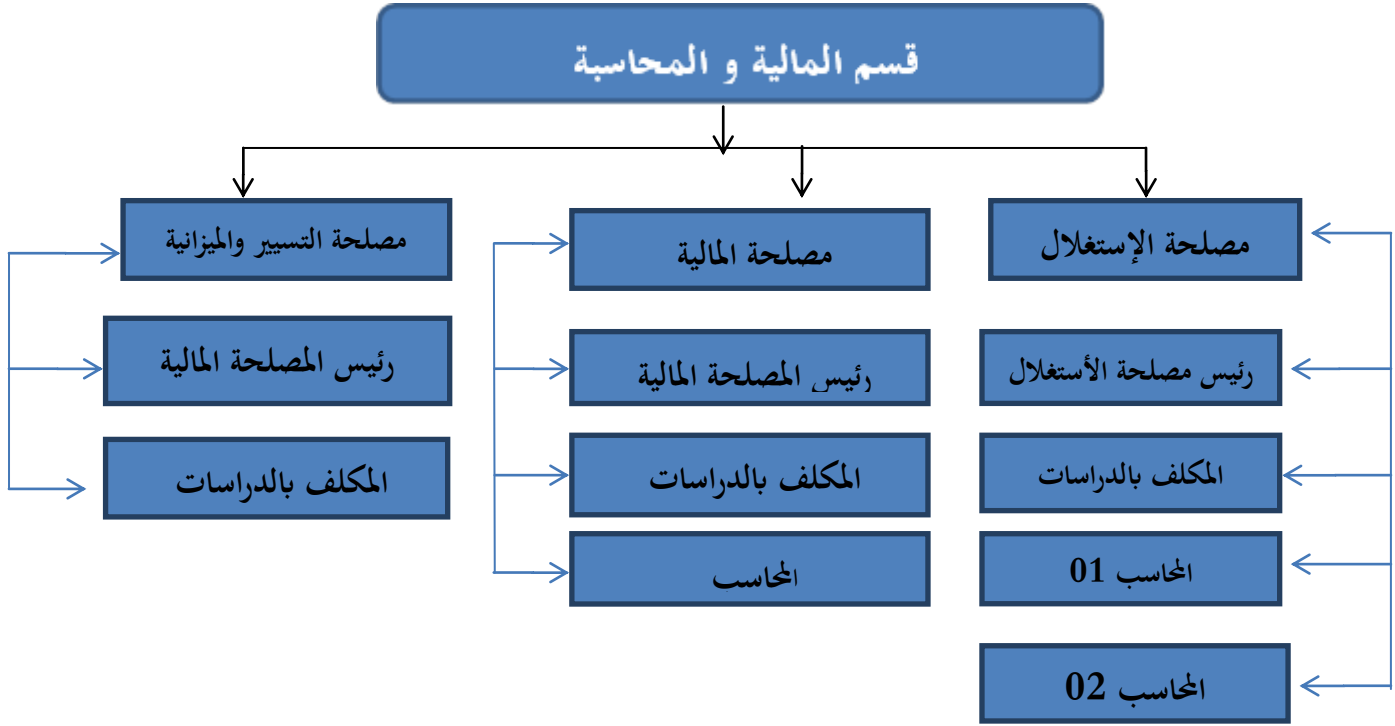 قسم المالية و المحاسبة
مصلحة الإستغلال
رئيس مصلحة الأستغلال
المكلف بالدراسات
المحاسب 01
المحاسب 02
مصلحة المالية
رئيس المصلحة المالية
المكلف بالدراسات
المحاسب
مصلحة التسيير والميزانية
رئيس المصلحة المالية
المكلف بالدراسات